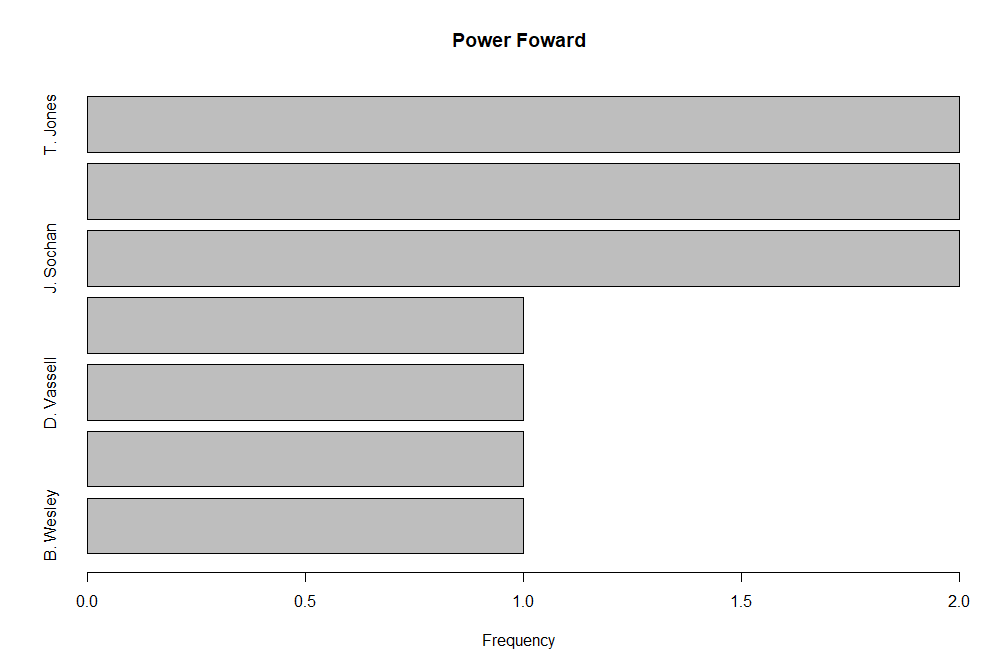 Power Foward
T. Jones
J. Sochan
D. Vassell
B. Wesley
0.0 0.5 1.0 1.5 2.0
Frequency